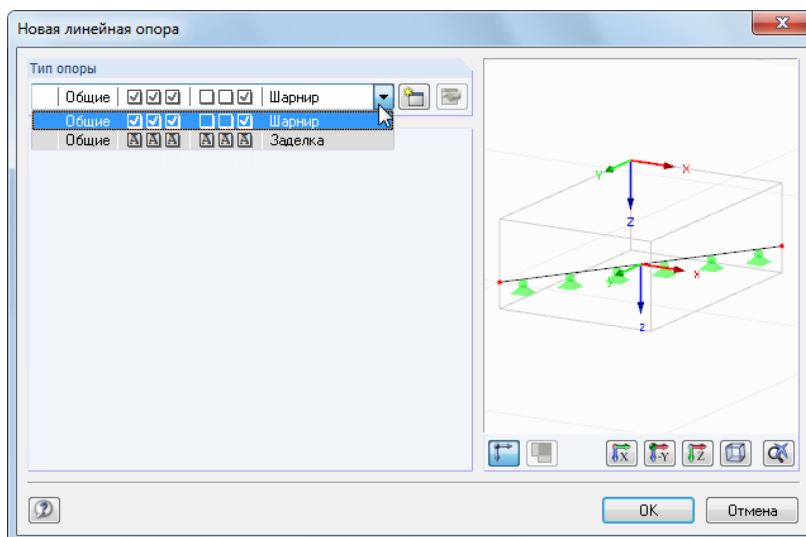 Новая линейная опора
Тип опоры
Общие Шарнир
Общие Шарнир
Общие A A A A A A Заделка
Y X
Z
y x
z
X -Y Z
OK Отмена